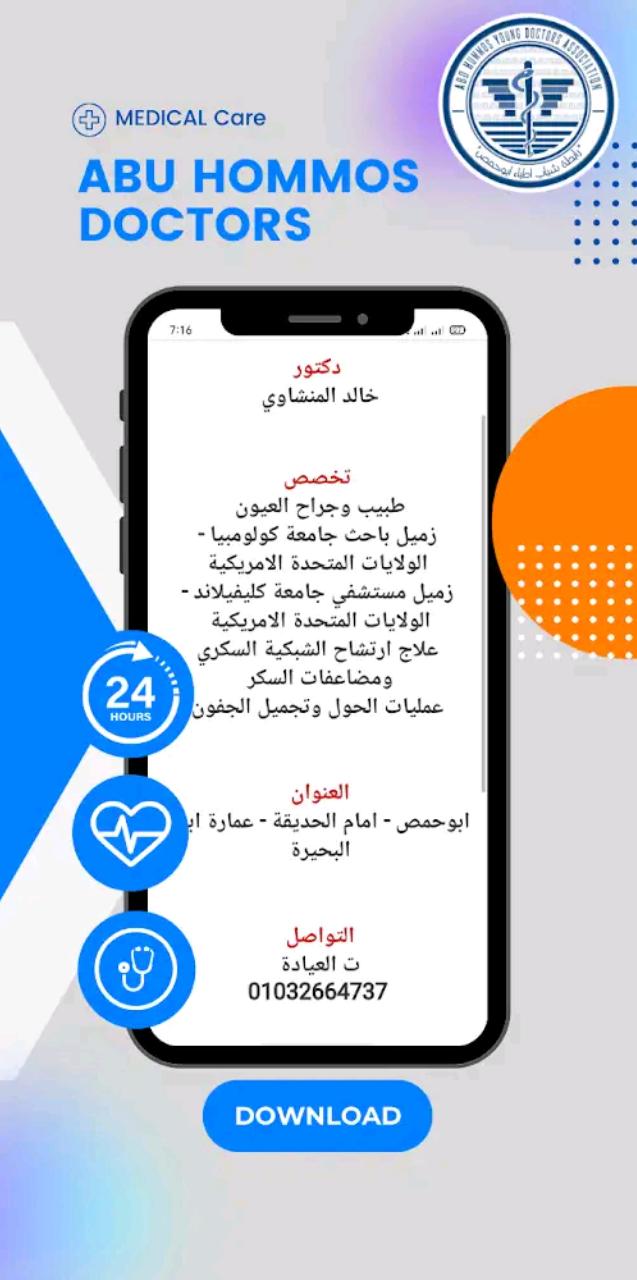 ABU HOMMOS YOUNG DOCTORS ASSOCIATION
رابطة شباب اطباء ابوحمص
MEDICAL Care
ABU HOMMOS
DOCTORS
7:16
دكتور
خالد المنشاوي
تخصص
طبيب وجراح العيون
زميل باحث جامعة كولومبيا -
الولايات المتحدة الامريكية
زميل مستشفي جامعة كليفيلاند -
الولايات المتحدة الامريكية
علاج ارتشاح الشبكية السكري
ومضاعفات السكر
عمليات الحول وتجميل الجفون
24
HOURS
العنوان
ابوحمص - امام الحديقة - عمارة
البحيرة
التواصل
ت العيادة
01032664737
DOWNLOAD